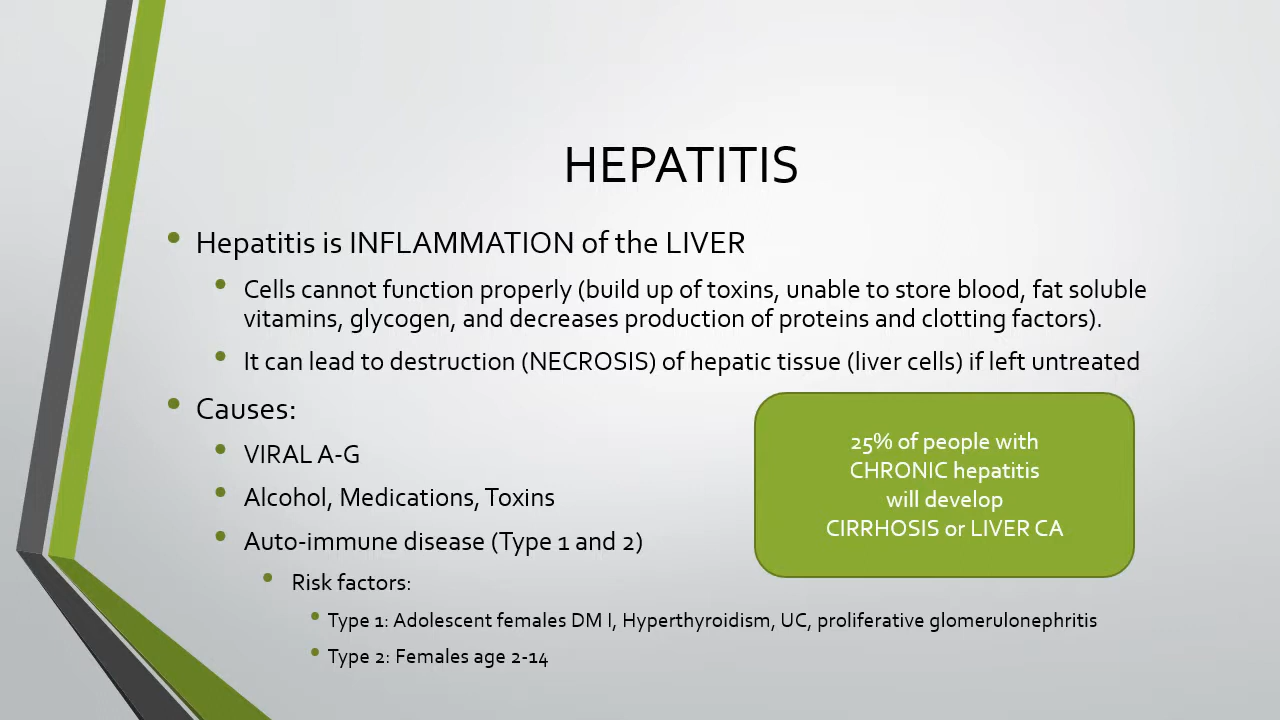 HEPATITIS
Hepatitis is INFLAMMATION of the LIVER
Cells cannot function properly (build up of toxins, unable to store blood, fat soluble
vitamins, glycogen, and decreases production of proteins and clotting factors).
It can lead to destruction (NECROSIS) of hepatic tissue (liver cells) if left untreated
Causes:
VIRAL A-G
Alcohol, Medications, Toxins
Auto-immune disease (Type 1 and 2)
Risk factors:
Type 1: Adolescent females DM I, Hyperthyroidism, UC, proliferative glomerulonephritis
Type 2: Females age 2-14
25% of people with
CHRONIC hepatitis
will develop
CIRRHOSIS or LIVER CA